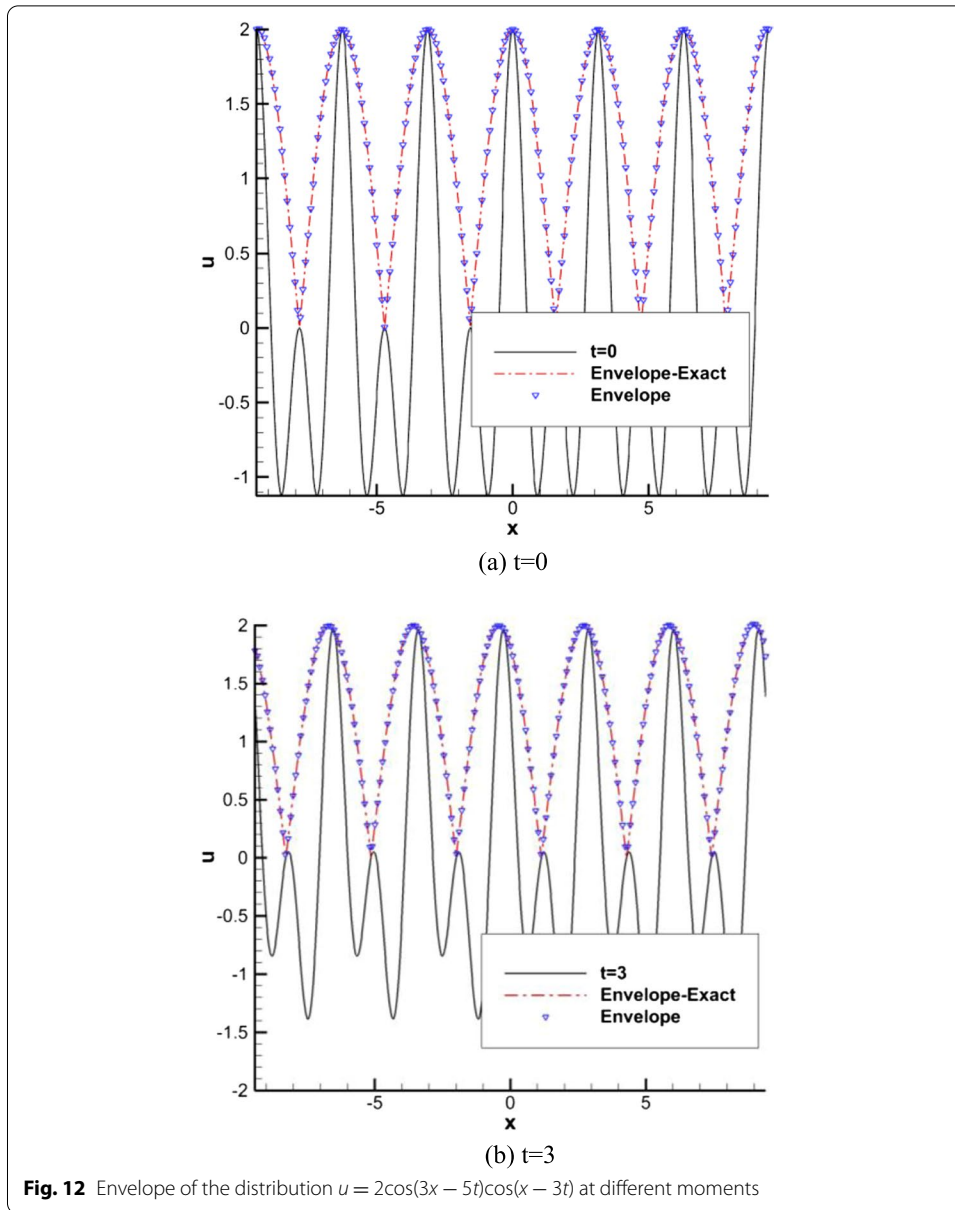 2
1.5
1
0.5
0
-0.5
-1
u
-5
0
5
x
t=0
Envelope-Exact
Envelope
(a) t=0
2
1.5
1
0.5
0
-0.5
-1
-1.5
-2
u
-5
0
5
x
t=3
Envelope-Exact
Envelope
(b) t=3
Fig. 12 Envelope of the distribution u = 2cos(3x − 5t)cos(x − 3t) at different moments